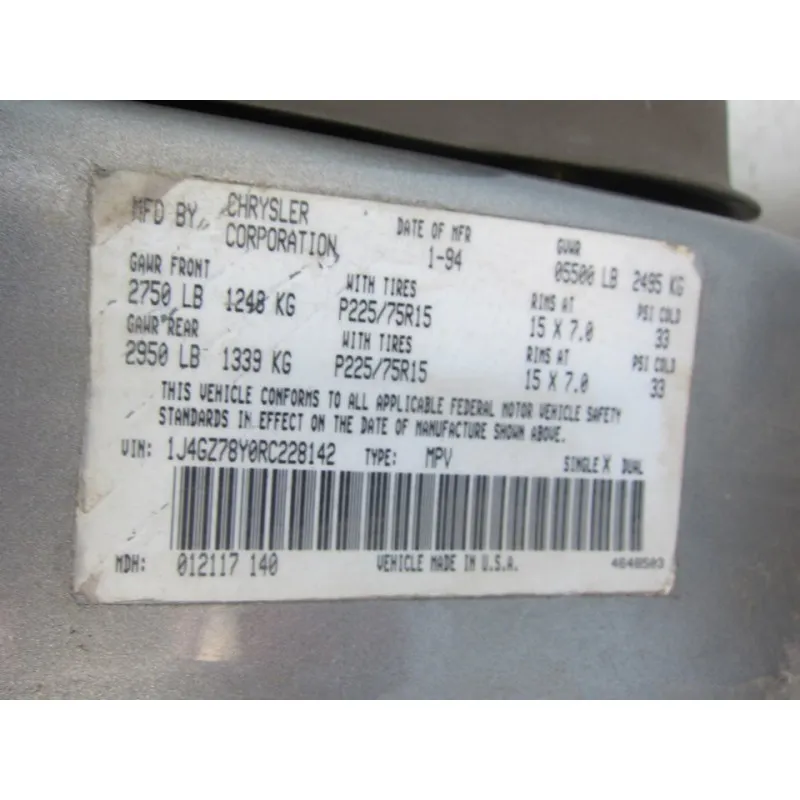 MFD BY CHRYSLER CORPORATION DATE OF MFR 1-94 GVWR 05500 LB 2495 KG
GAWR FRONT WITH TIRES RIMS AT PSI COLD
2750 LB 1248 KG P225/75R15 15 X 7.0 33
GAWR REAR WITH TIRES RIMS AT PSI COLD
2950 LB 1339 KG P225/75R15 15 X 7.0 33
THIS VEHICLE CONFORMS TO ALL APPLICABLE FEDERAL MOTOR VEHICLE SAFETY
STANDARDS IN EFFECT ON THE DATE OF MANUFACTURE SHOWN ABOVE.
VIN: 1J4GZ78Y0RC228142 TYPE: MPV SINGLE X DUAL
MDH: 012117 140 VEHICLE MADE IN U.S.A. 4648503